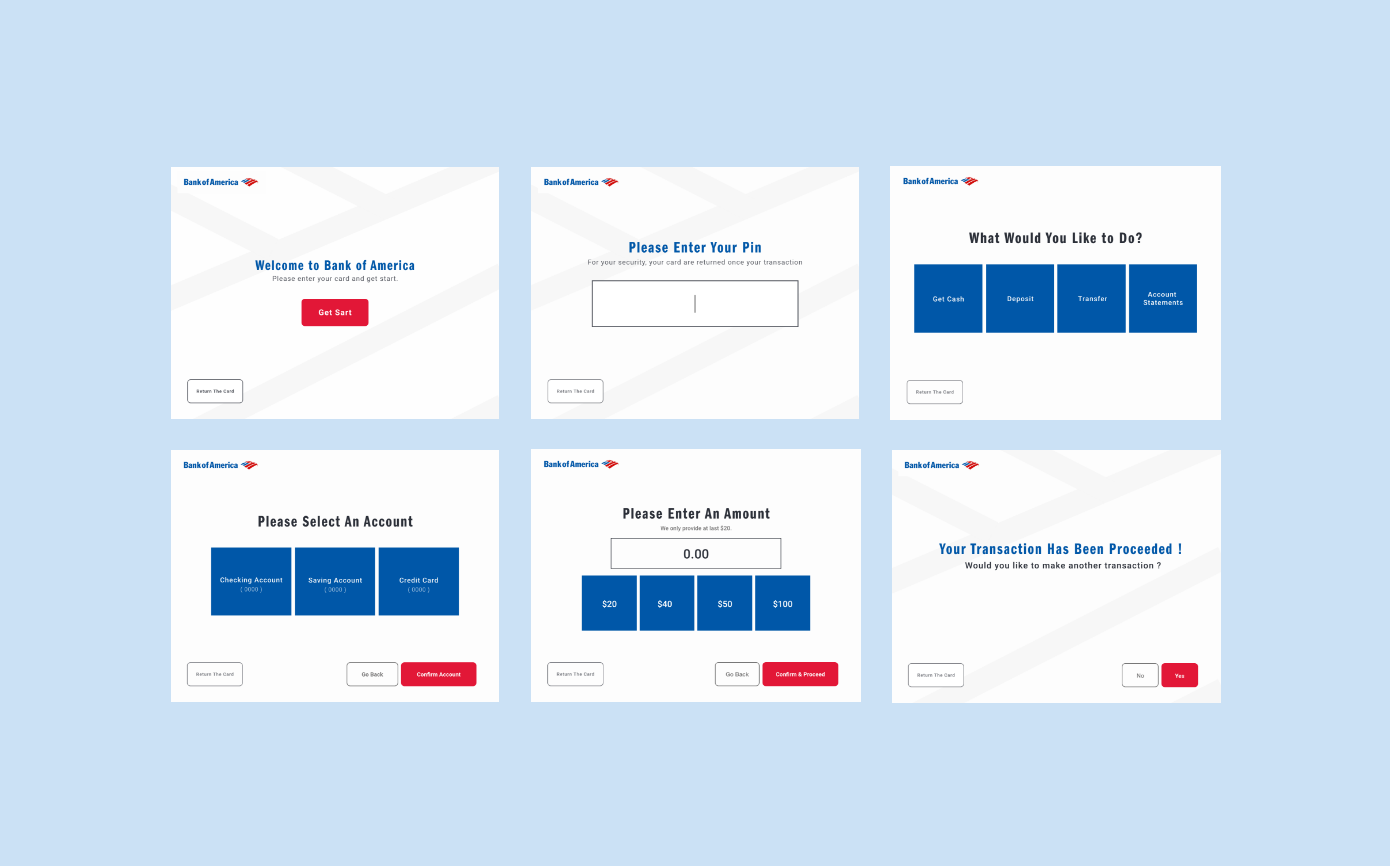 Bank of America
Welcome to Bank of America
Please enter your card and get start.
Get Sart
Return The Card
Bank of America
Please Enter Your Pin
For your security, your card are returned once your transaction
Return The Card
Bank of America
What Would You Like to Do?
Get Cash
Deposit
Transfer
Account
Statements
Return The Card
Bank of America
Please Select An Account
Checking Account
( 0000 )
Saving Account
( 0000 )
Credit Card
( 0000 )
Return The Card
Go Back
Confirm Account
Bank of America
Please Enter An Amount
We only provide at last $20.
0.00
$20
$40
$50
$100
Return The Card
Go Back
Confirm & Proceed
Bank of America
Your Transaction Has Been Proceeded !
Would you like to make another transaction ?
Return The Card
No
Yes